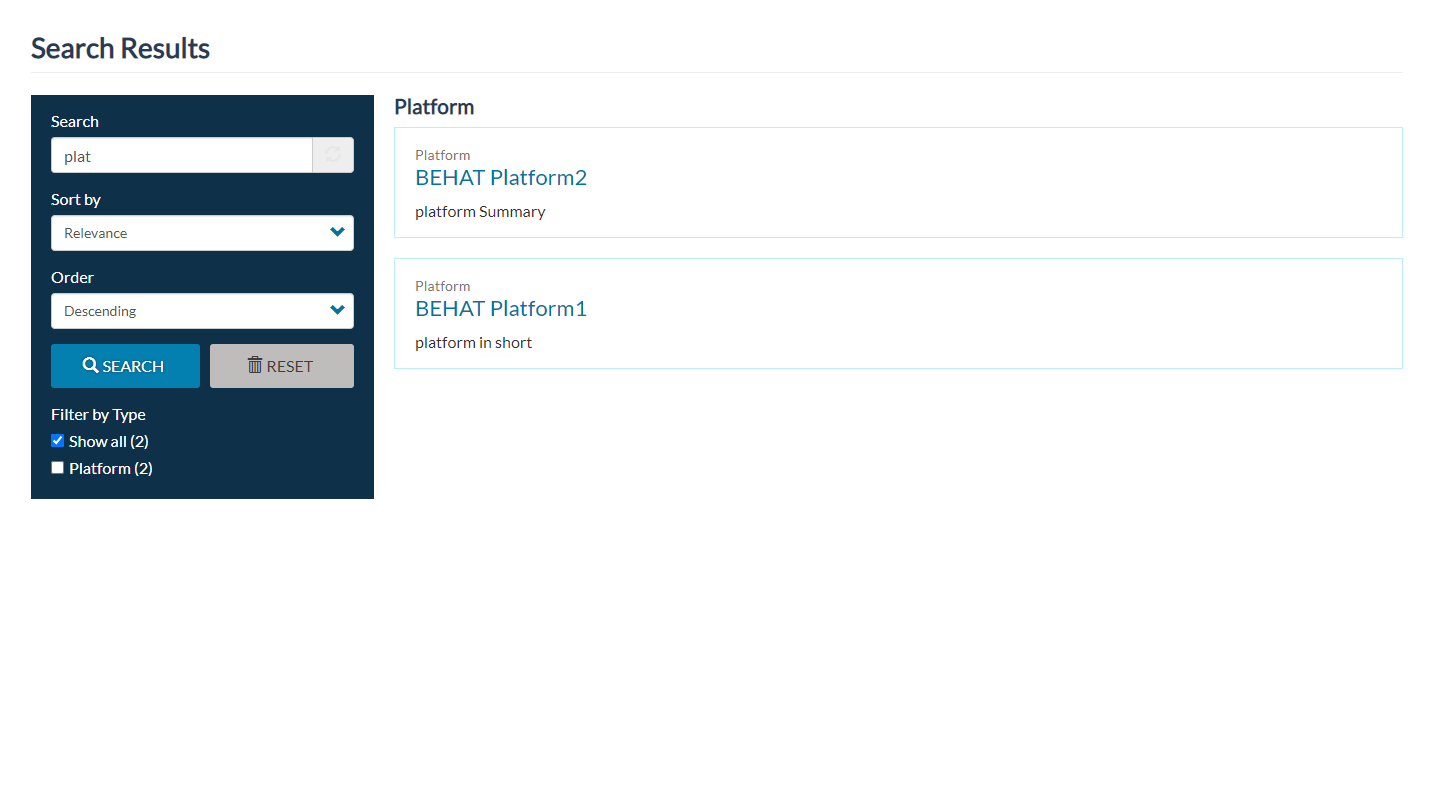 Search Results
Search
plat
Sort by
Relevance
Order
Descending
SEARCH
RESET
Filter by Type
Show all (2)
Platform (2)
Platform
Platform
BEHAT Platform2
platform Summary
Platform
BEHAT Platform1
platform in short